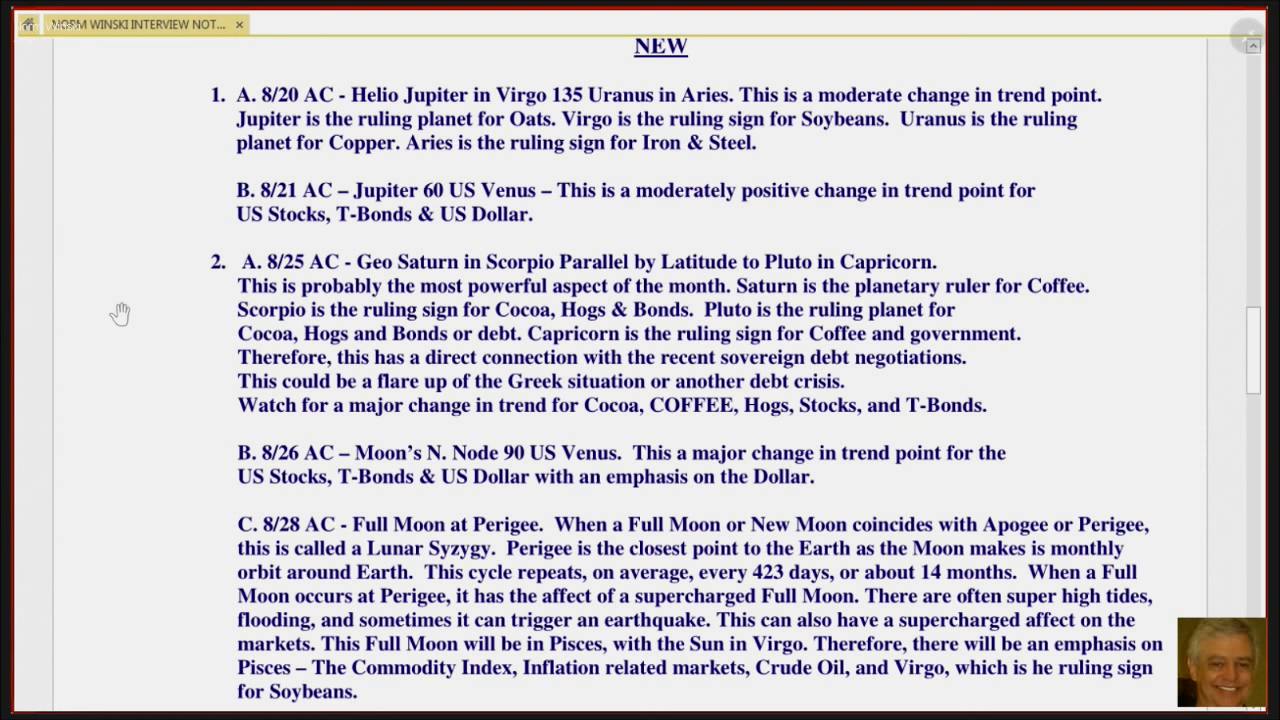 NORM WINSKI INTERVIEW NOT...
NEW
1. A. 8/20 AC - Helio Jupiter in Virgo 135 Uranus in Aries. This is a moderate change in trend point.
Jupiter is the ruling planet for Oats. Virgo is the ruling sign for Soybeans. Uranus is the ruling
planet for Copper. Aries is the ruling sign for Iron & Steel.
B. 8/21 AC – Jupiter 60 US Venus – This is a moderately positive change in trend point for
US Stocks, T-Bonds & US Dollar.
2. A. 8/25 AC - Geo Saturn in Scorpio Parallel by Latitude to Pluto in Capricorn.
This is probably the most powerful aspect of the month. Saturn is the planetary ruler for Coffee.
Scorpio is the ruling sign for Cocoa, Hogs & Bonds. Pluto is the ruling planet for
Cocoa, Hogs and Bonds or debt. Capricorn is the ruling sign for Coffee and government.
Therefore, this has a direct connection with the recent sovereign debt negotiations.
This could be a flare up of the Greek situation or another debt crisis.
Watch for a major change in trend for Cocoa, COFFEE, Hogs, Stocks, and T-Bonds.
B. 8/26 AC – Moon's N. Node 90 US Venus. This a major change in trend point for the
US Stocks, T-Bonds & US Dollar with an emphasis on the Dollar.
C. 8/28 AC - Full Moon at Perigee. When a Full Moon or New Moon coincides with Apogee or Perigee,
this is called a Lunar Syzygy. Perigee is the closest point to the Earth as the Moon makes is monthly
orbit around Earth. This cycle repeats, on average, every 423 days, or about 14 months. When a Full
Moon occurs at Perigee, it has the affect of a supercharged Full Moon. There are often super high tides,
flooding, and sometimes it can trigger an earthquake. This can also have a supercharged affect on the
markets. This Full Moon will be in Pisces, with the Sun in Virgo. Therefore, there will be an emphasis on
Pisces – The Commodity Index, Inflation related markets, Crude Oil, and Virgo, which is he ruling sign
for Soybeans.